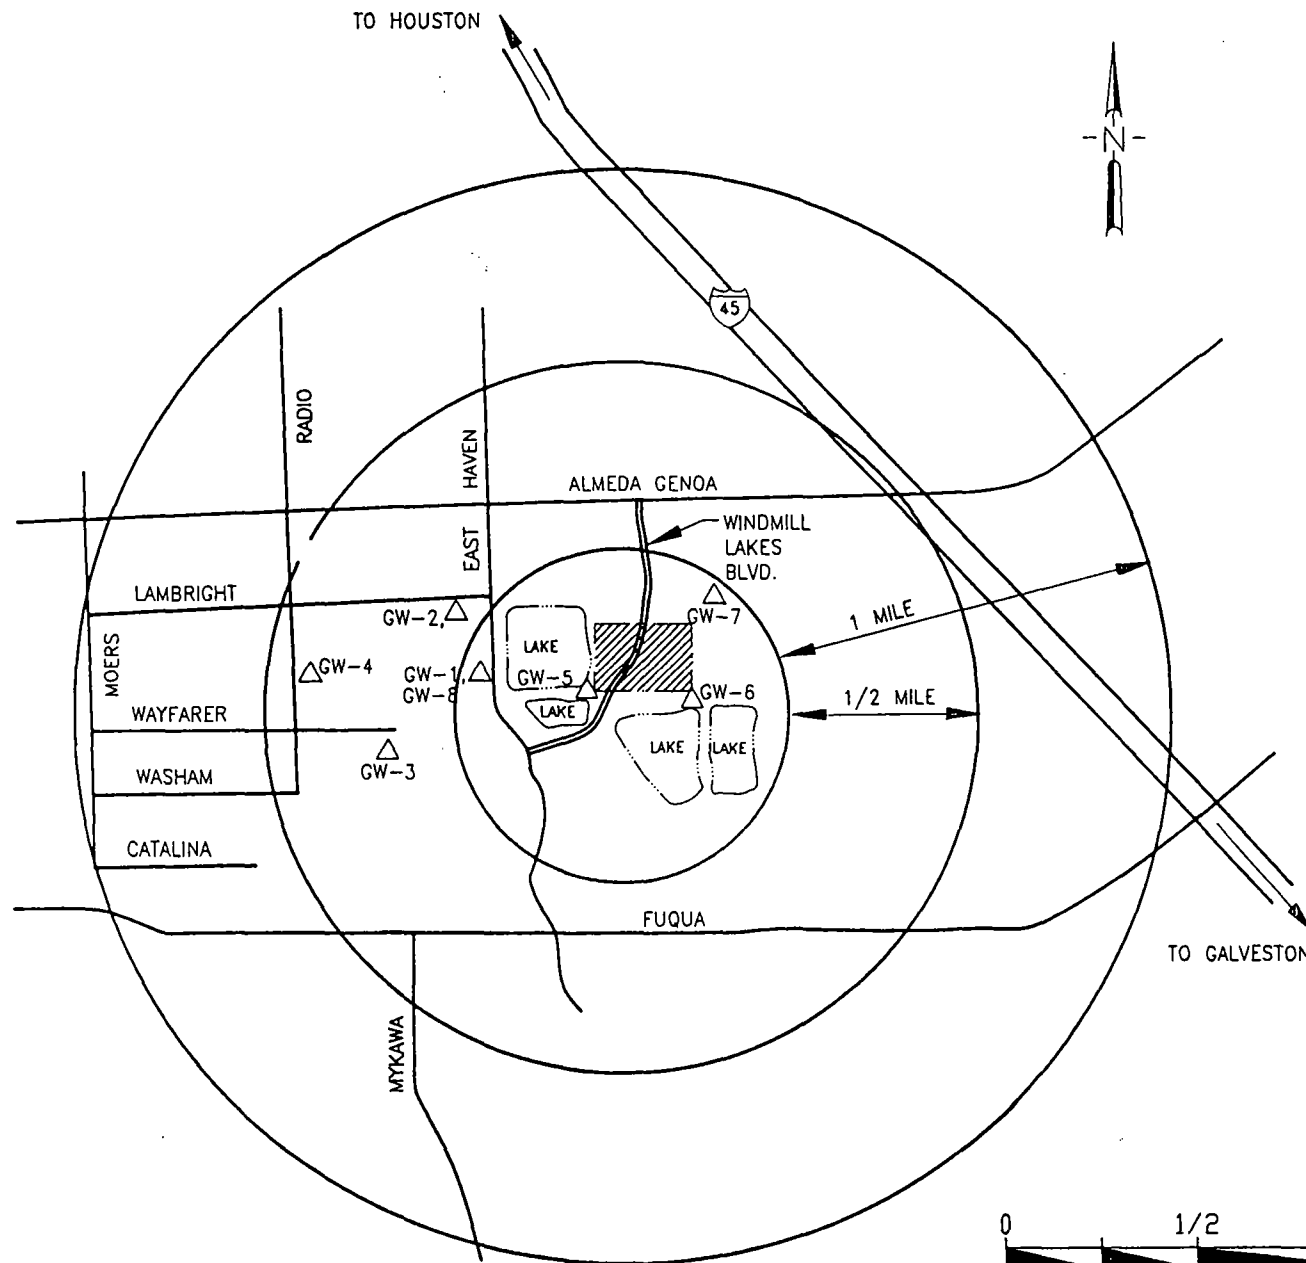 TO HOUSTON
-N-
45
RADIO
HAVEN
EAST
ALMEDA GENOA
WINDMILL
LAKES
BLVD.
LAMBRIGHT
GW-2,
GW-7
1 MILE
MOERS
LAKE
GW-4
GW-1,
GW-8
GW-5
GW-6
1/2 MILE
WAYFARER
LAKE
LAKE
LAKE
GW-3
WASHAM
CATALINA
FUQUA
TO GALVESTON
MYKAWA
0
1/2